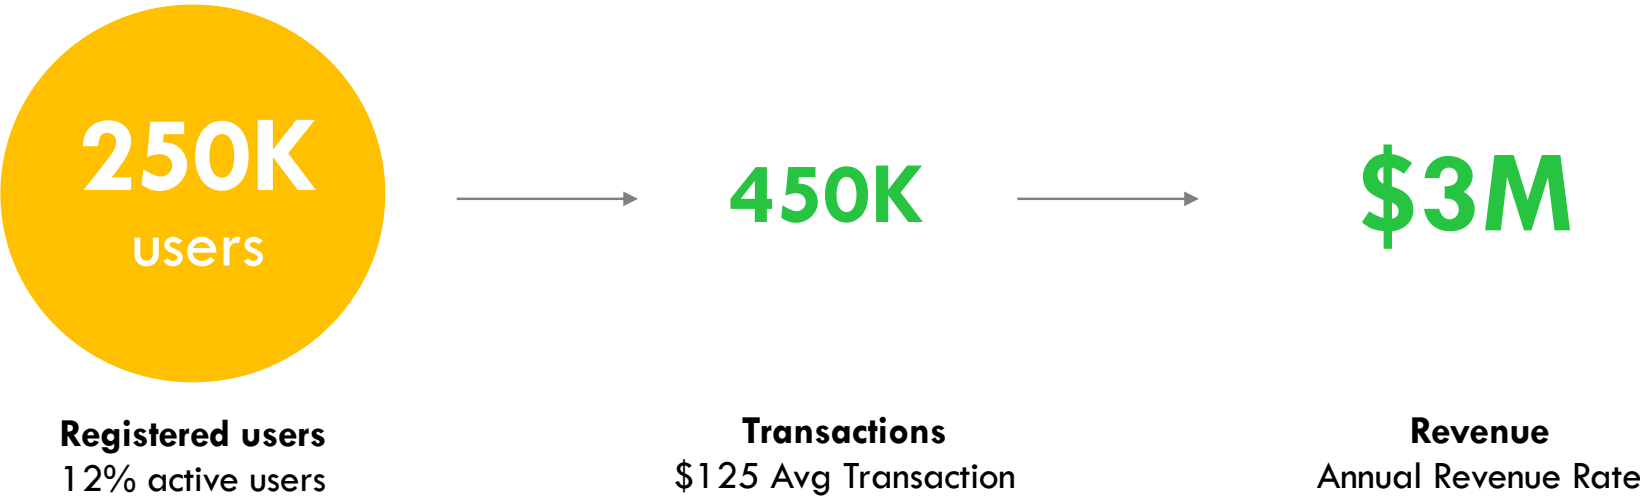 250K
users
450K
$3M
Registered users
12% active users
Transactions
$125 Avg Transaction
Revenue
Annual Revenue Rate